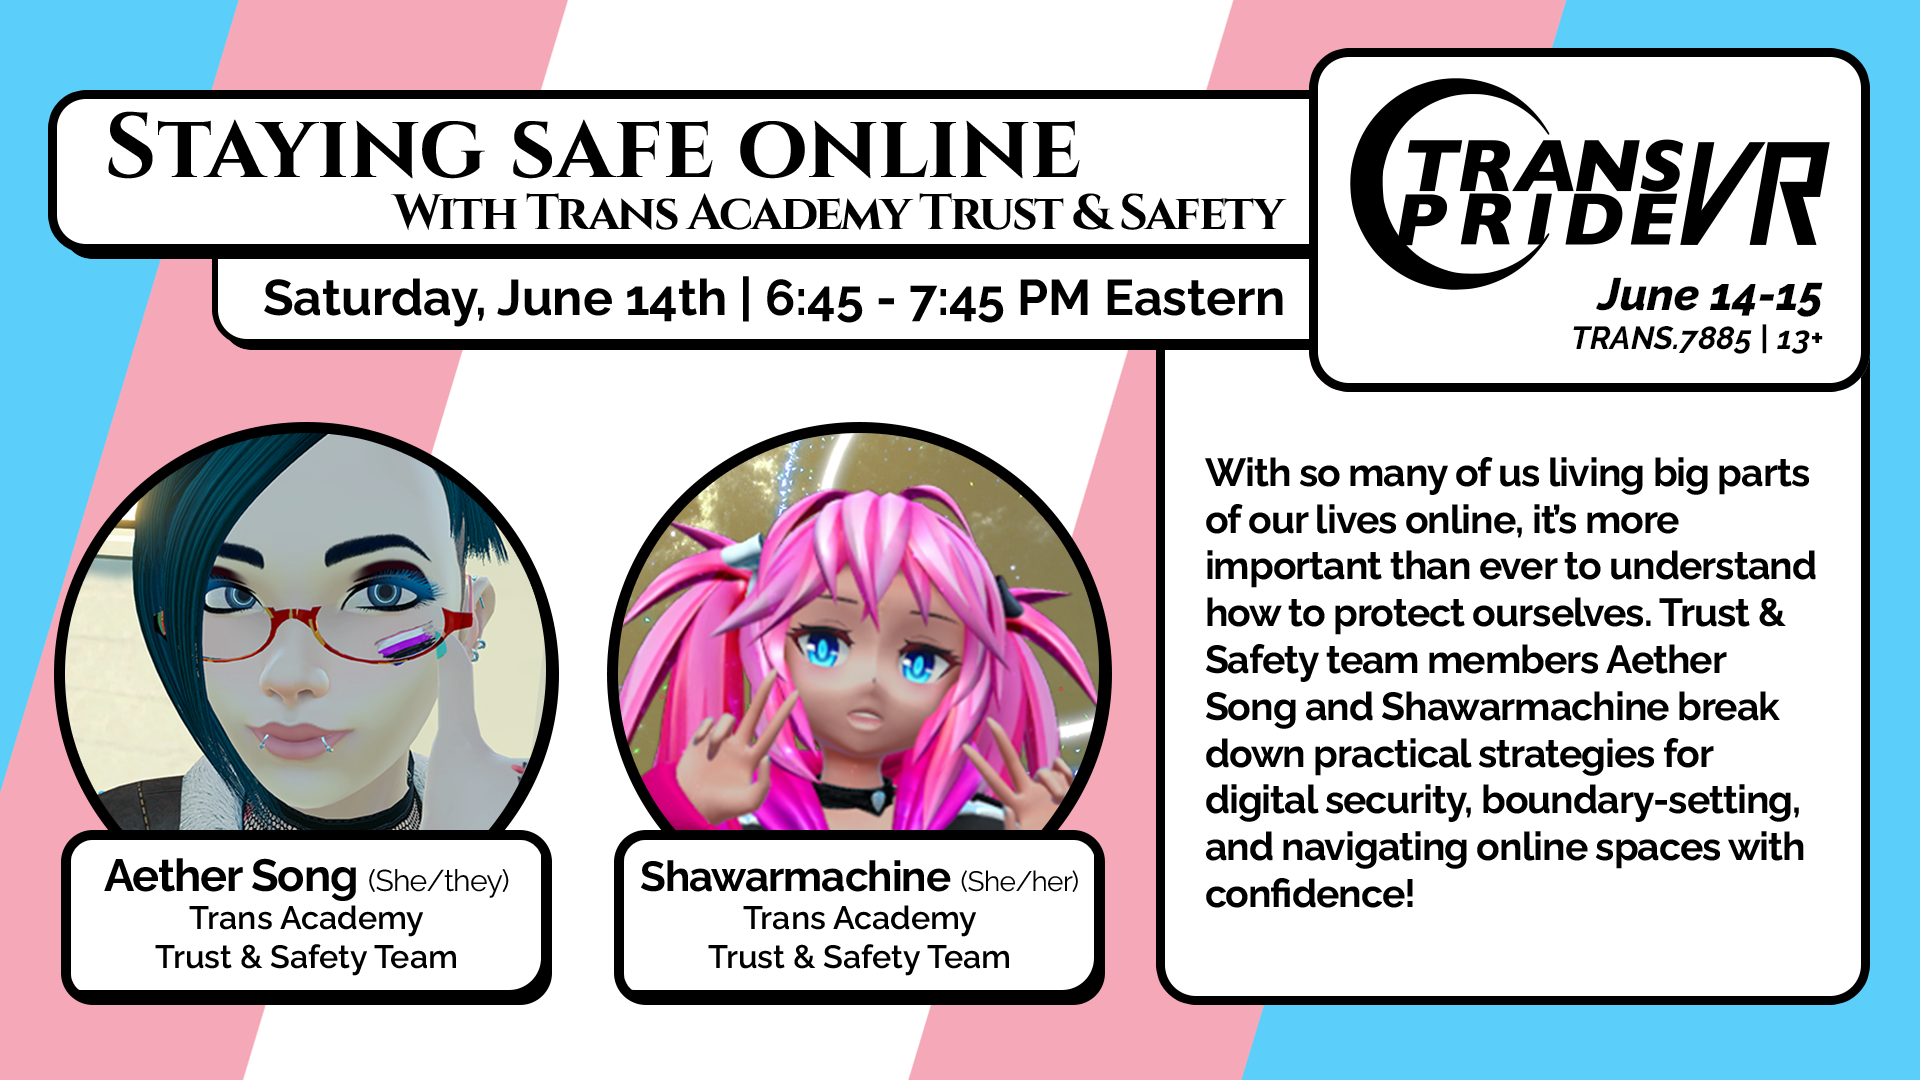 Staying safe online
With Trans Academy Trust & Safety
Saturday, June 14th | 6:45 - 7:45 PM Eastern
TRANS
PRIDE VR
June 14-15
TRANS.7885 | 13+
With so many of us living big parts
of our lives online, it's more
important than ever to understand
how to protect ourselves. Trust &
Safety team members Aether
Song and Shawarmachine break
down practical strategies for
digital security, boundary-setting,
and navigating online spaces with
confidence!
Aether Song (She/they)
Trans Academy
Trust & Safety Team
Shawarmachine (She/her)
Trans Academy
Trust & Safety Team